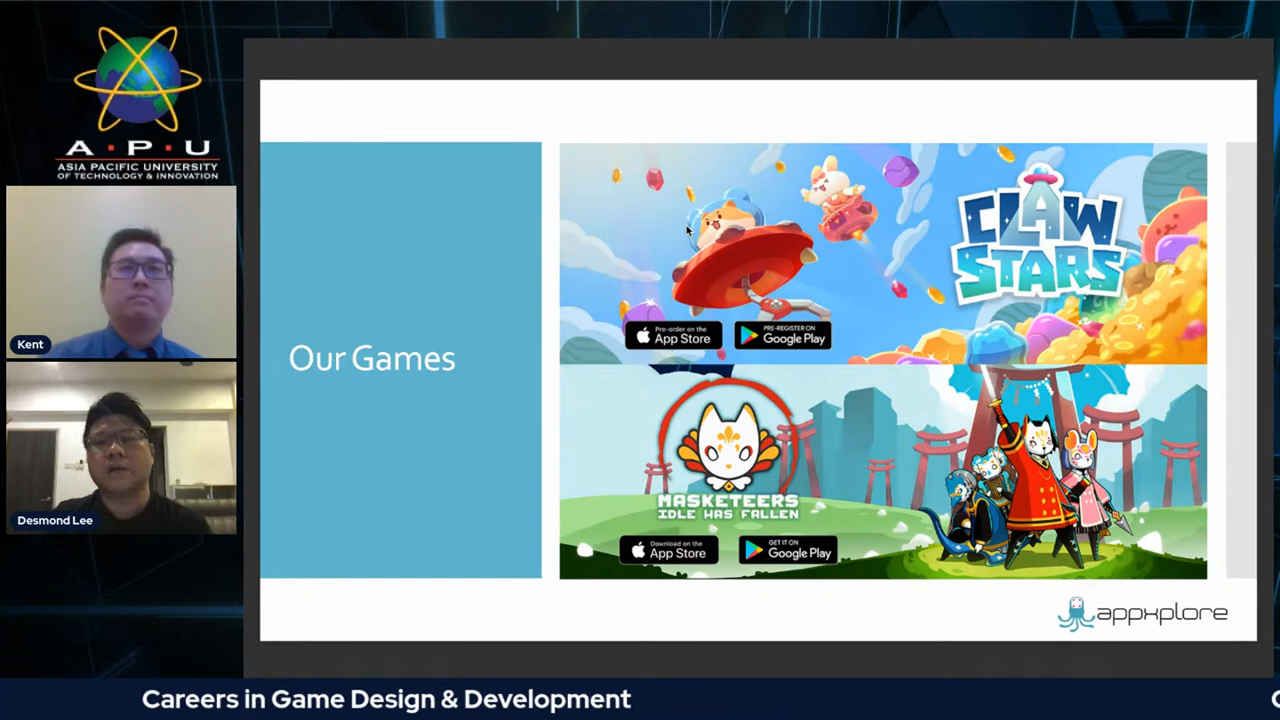 A · P · U
ASIA PACIFIC UNIVERSITY
OF TECHNOLOGY & INNOVATION
Kent
Desmond Lee
Our Games
CLAW
STARS
Pre-order on the
App Store
PRE-REGISTER ON
Google Play
MASKETEERS
IDLE HAS FALLEN
Download on the
App Store
GET IT ON
Google Play
appxplore
Careers in Game Design & Development